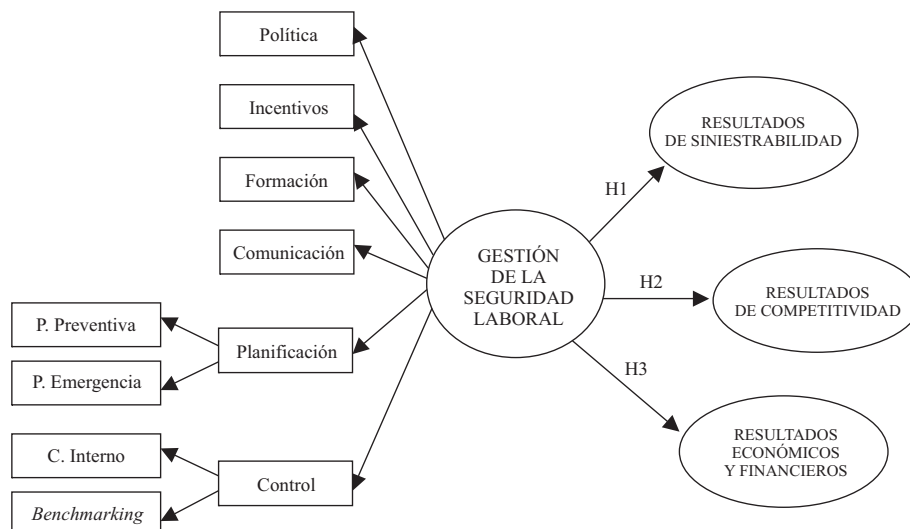 Política
Incentivos
Formación
Comunicación
P. Preventiva
Planificación
P. Emergencia
C. Interno
Control
Benchmarking
GESTIÓN
DE LA
SEGURIDAD
LABORAL
H1
H2
H3
RESULTADOS
DE SINIESTRABILIDAD
RESULTADOS
DE COMPETITIVIDAD
RESULTADOS
ECONÓMICOS
Y FINANCIEROS